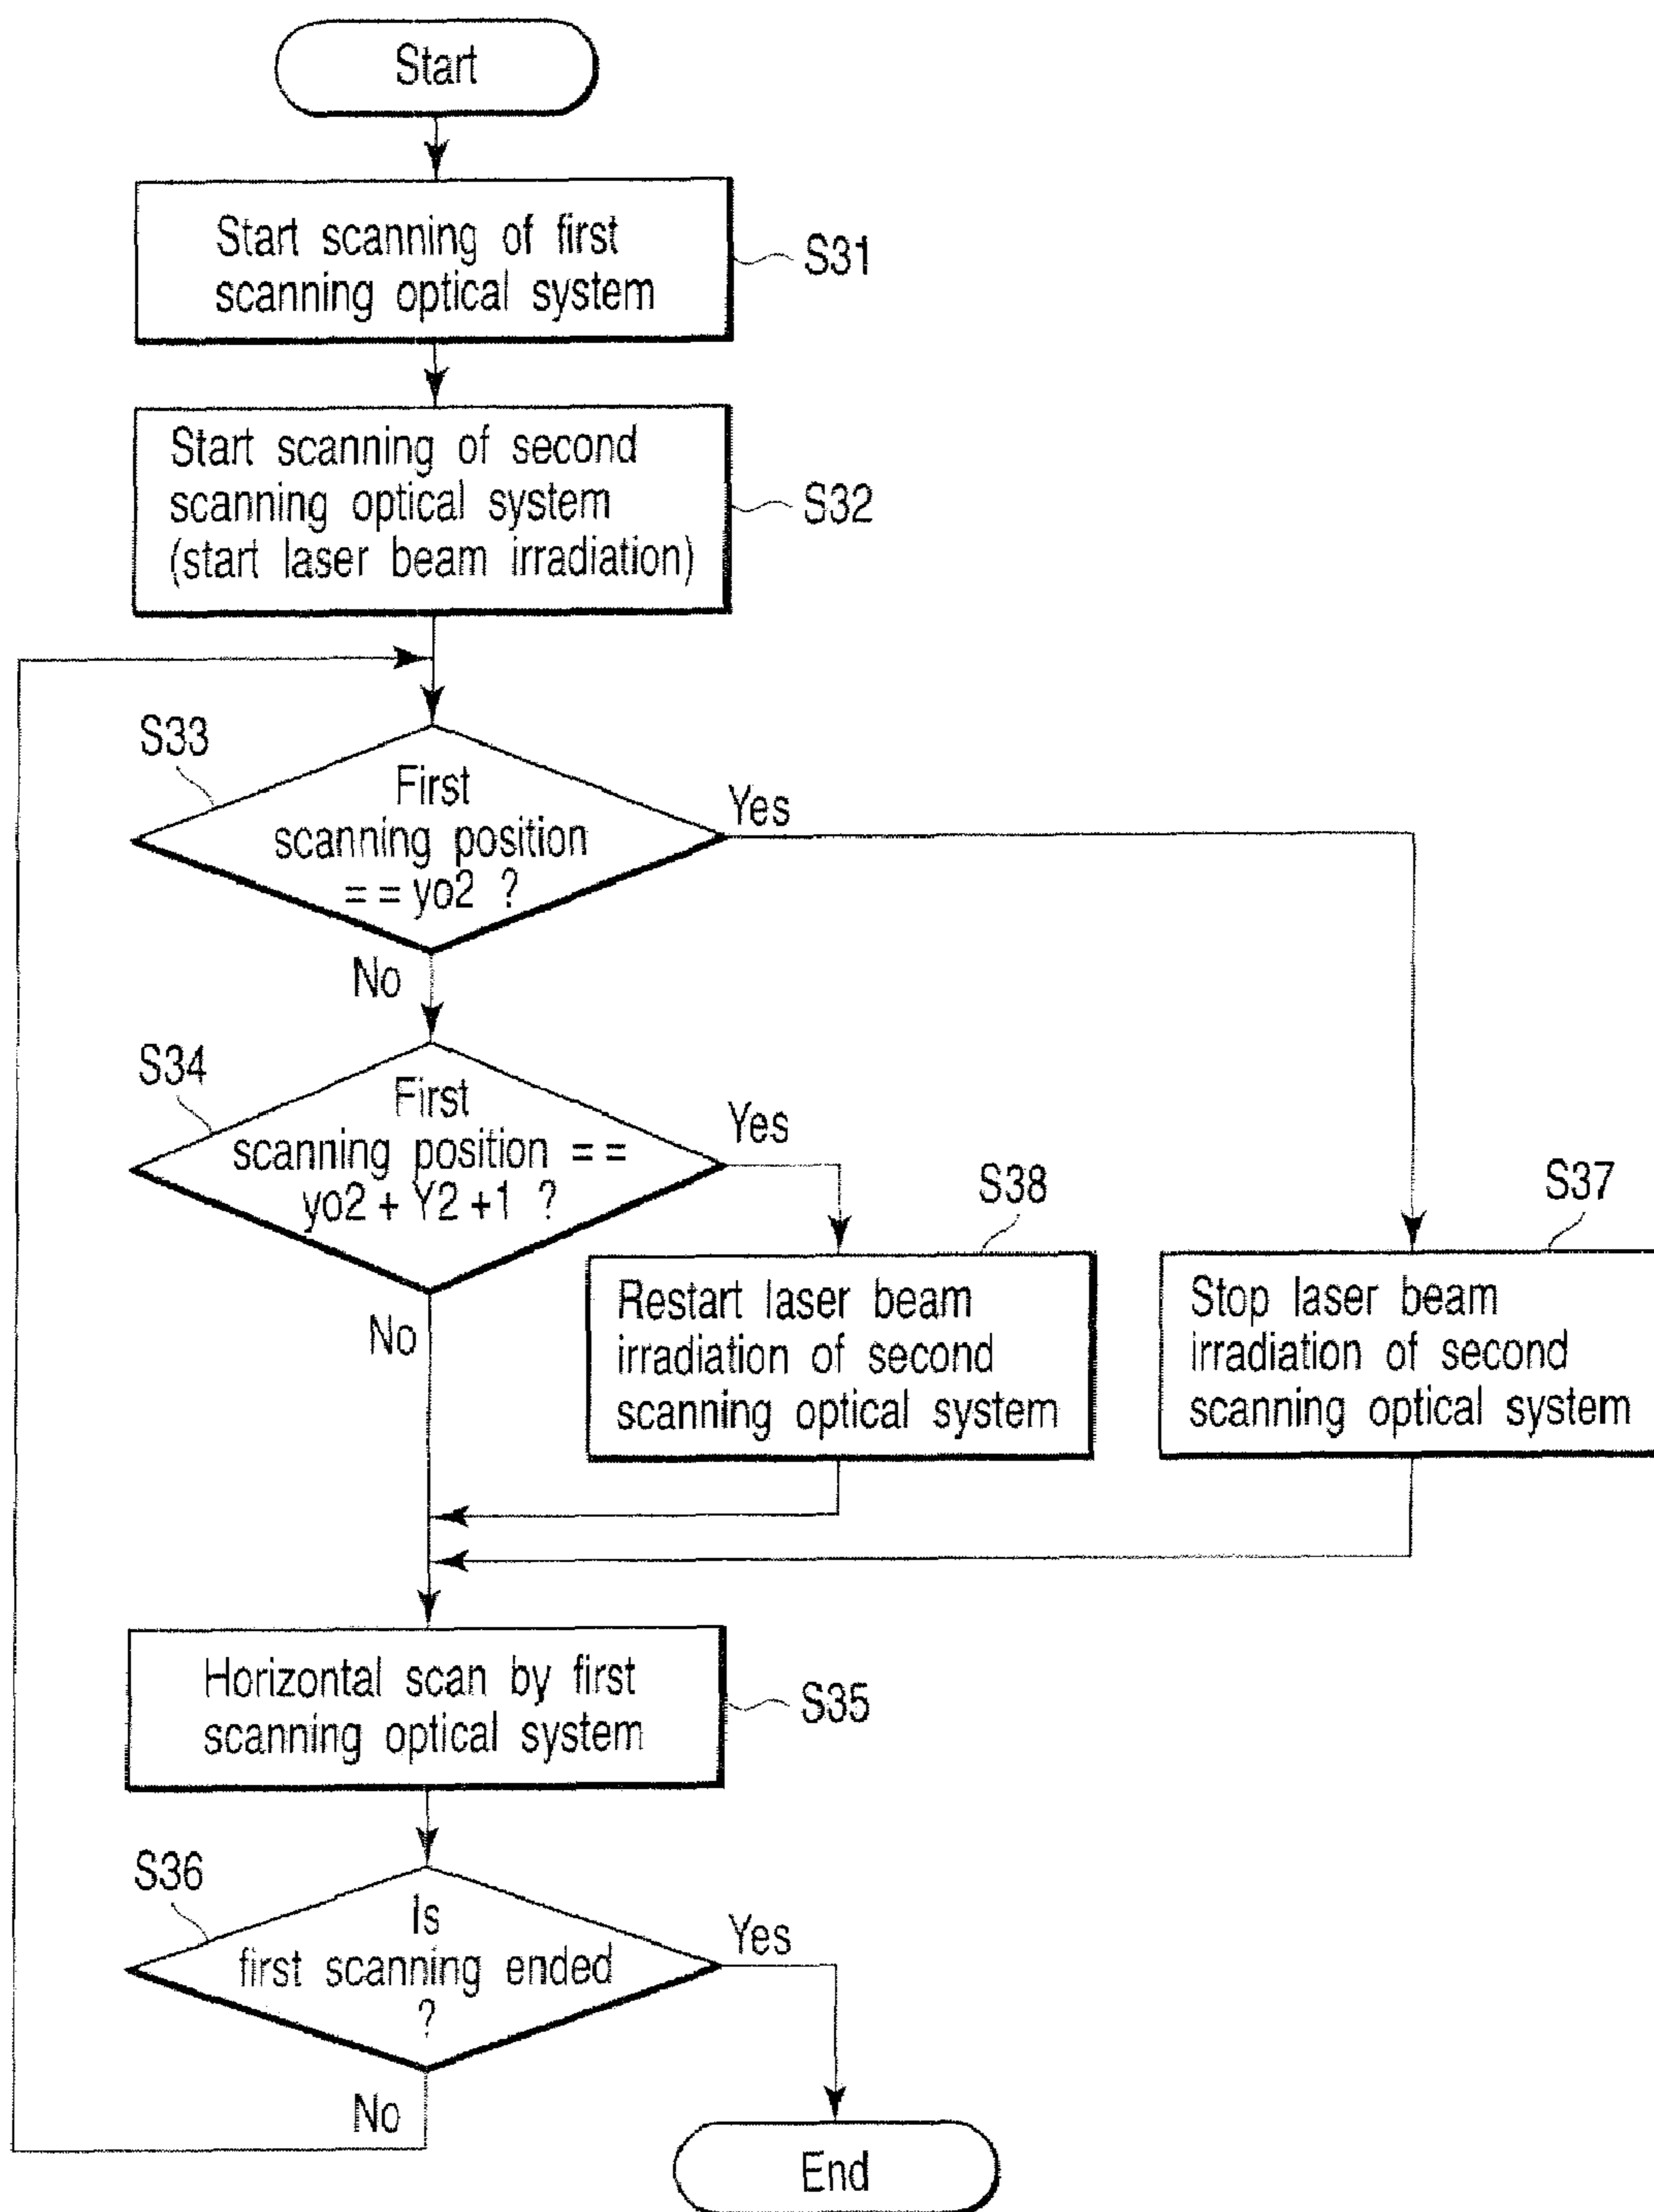 Start
Start scanning of first
scanning optical system
S31
Start scanning of second
scanning optical system
(start laser beam irradiation)
S32
S33
First
scanning position
== yo2 ?
Yes
No
S34
First
scanning position ==
yo2 + Y2 +1 ?
Yes
No
S38
Restart laser beam
irradiation of second
scanning optical system
S37
Stop laser beam
irradiation of second
scanning optical system
Horizontal scan by first
scanning optical system
S35
S36
Is
first scanning ended
?
Yes
No
End